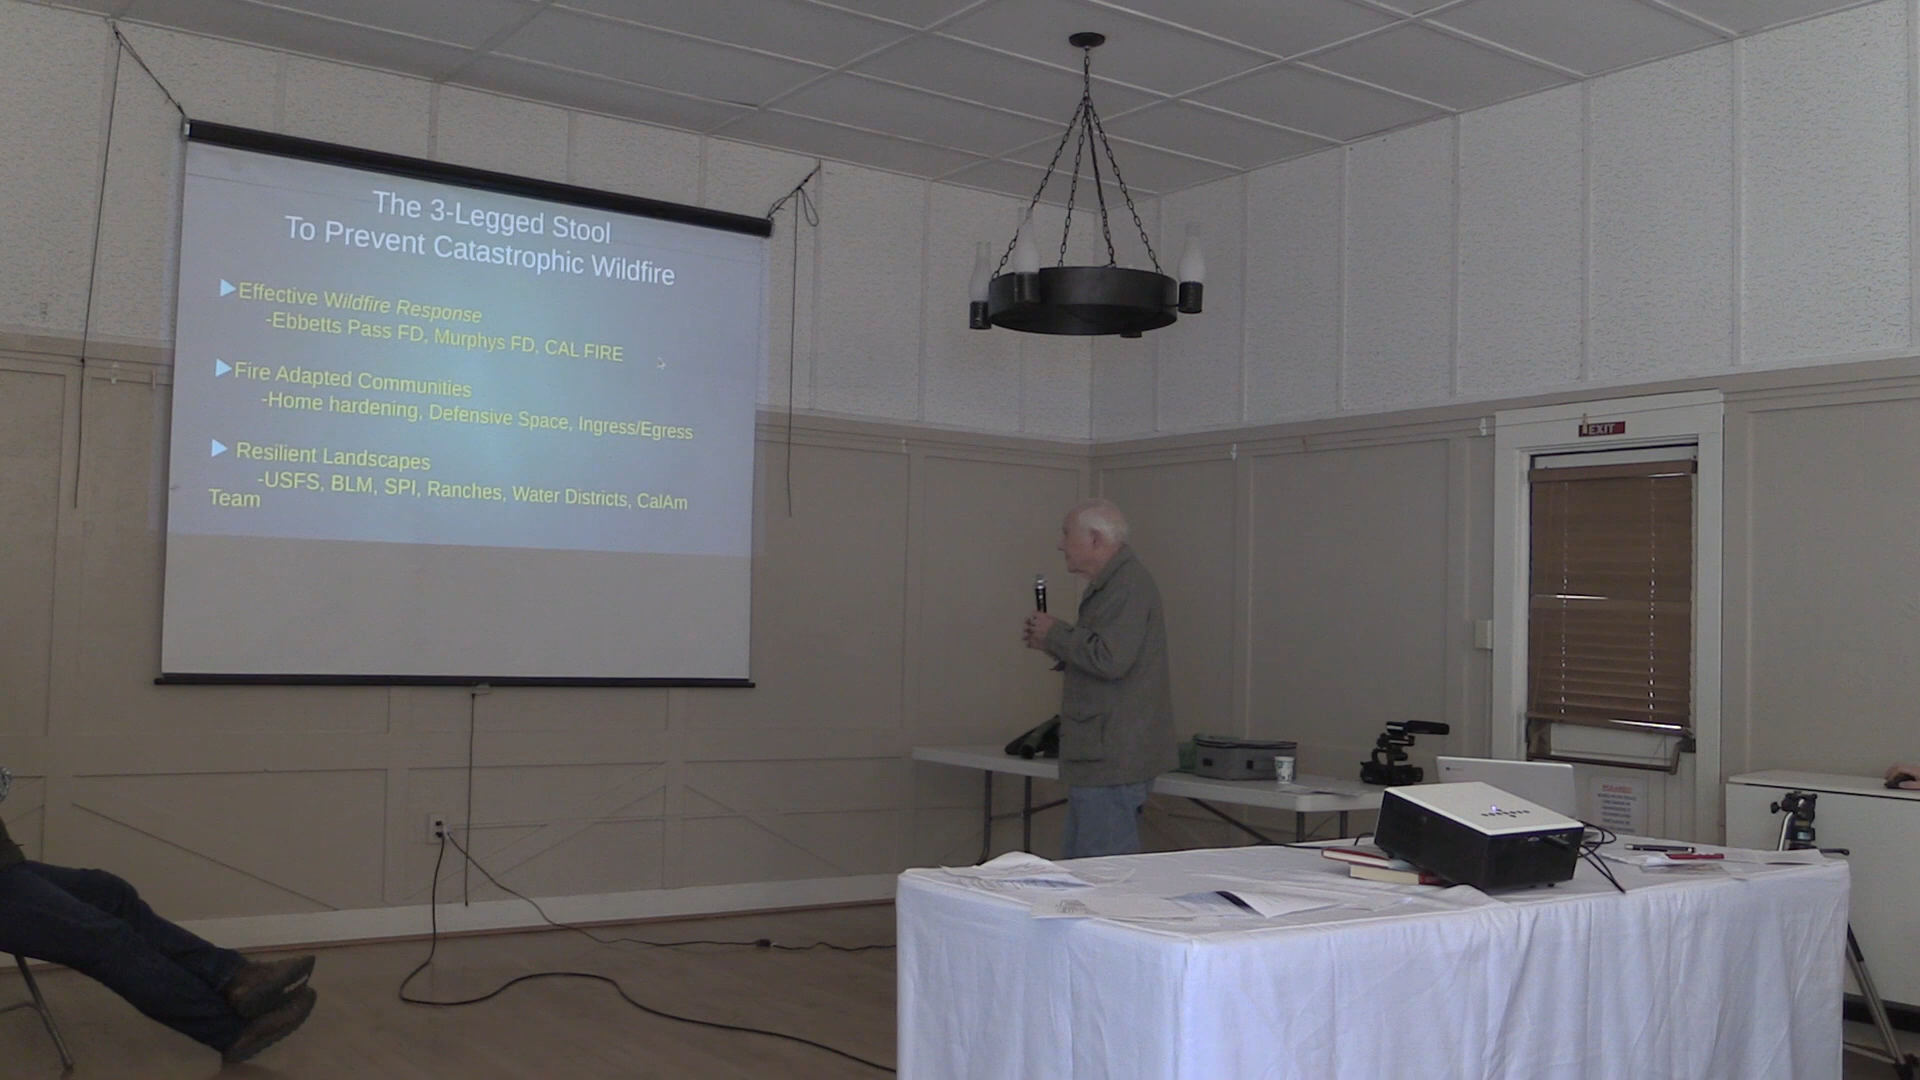 The 3-Legged Stool
To Prevent Catastrophic Wildfire
Effective Wildfire Response
-Ebbetts Pass FD, Murphys FD, CAL FIRE
Fire Adapted Communities
-Home hardening, Defensive Space, Ingress/Egress
Resilient Landscapes
-USFS, BLM, SPI, Ranches, Water Districts, CalAm
Team
EXIT